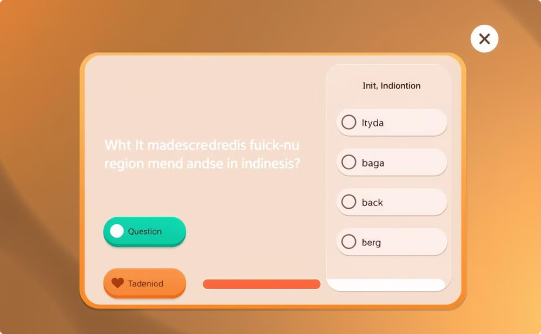 Wht It madescredredis fuick-nu
region mend andse in indinesis?
Question
Tadeniod
Init, Indiontion
ltyda
baga
back
berg